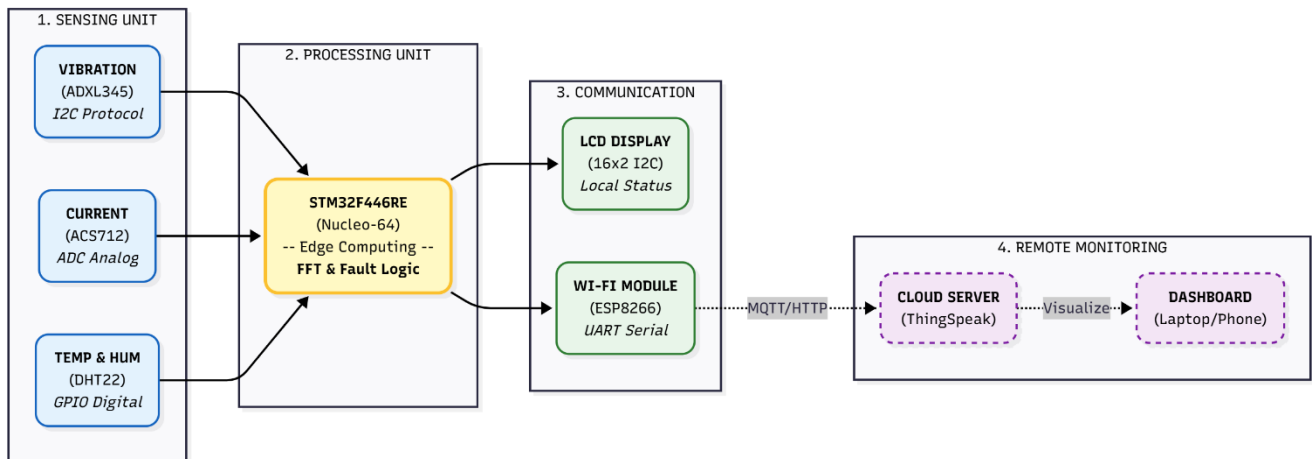 1. SENSING UNIT
VIBRATION
(ADXL345)
I2C Protocol
CURRENT
(ACS712)
ADC Analog
TEMP & HUM
(DHT22)
GPIO Digital
2. PROCESSING UNIT
STM32F446RE
(Nucleo-64)
-- Edge Computing --
FFT & Fault Logic
3. COMMUNICATION
LCD DISPLAY
(16x2 I2C)
Local Status
WI-FI MODULE
(ESP8266)
UART Serial
MQTT/HTTP
4. REMOTE MONITORING
CLOUD SERVER
(ThingSpeak)
Visualize
DASHBOARD
(Laptop/Phone)